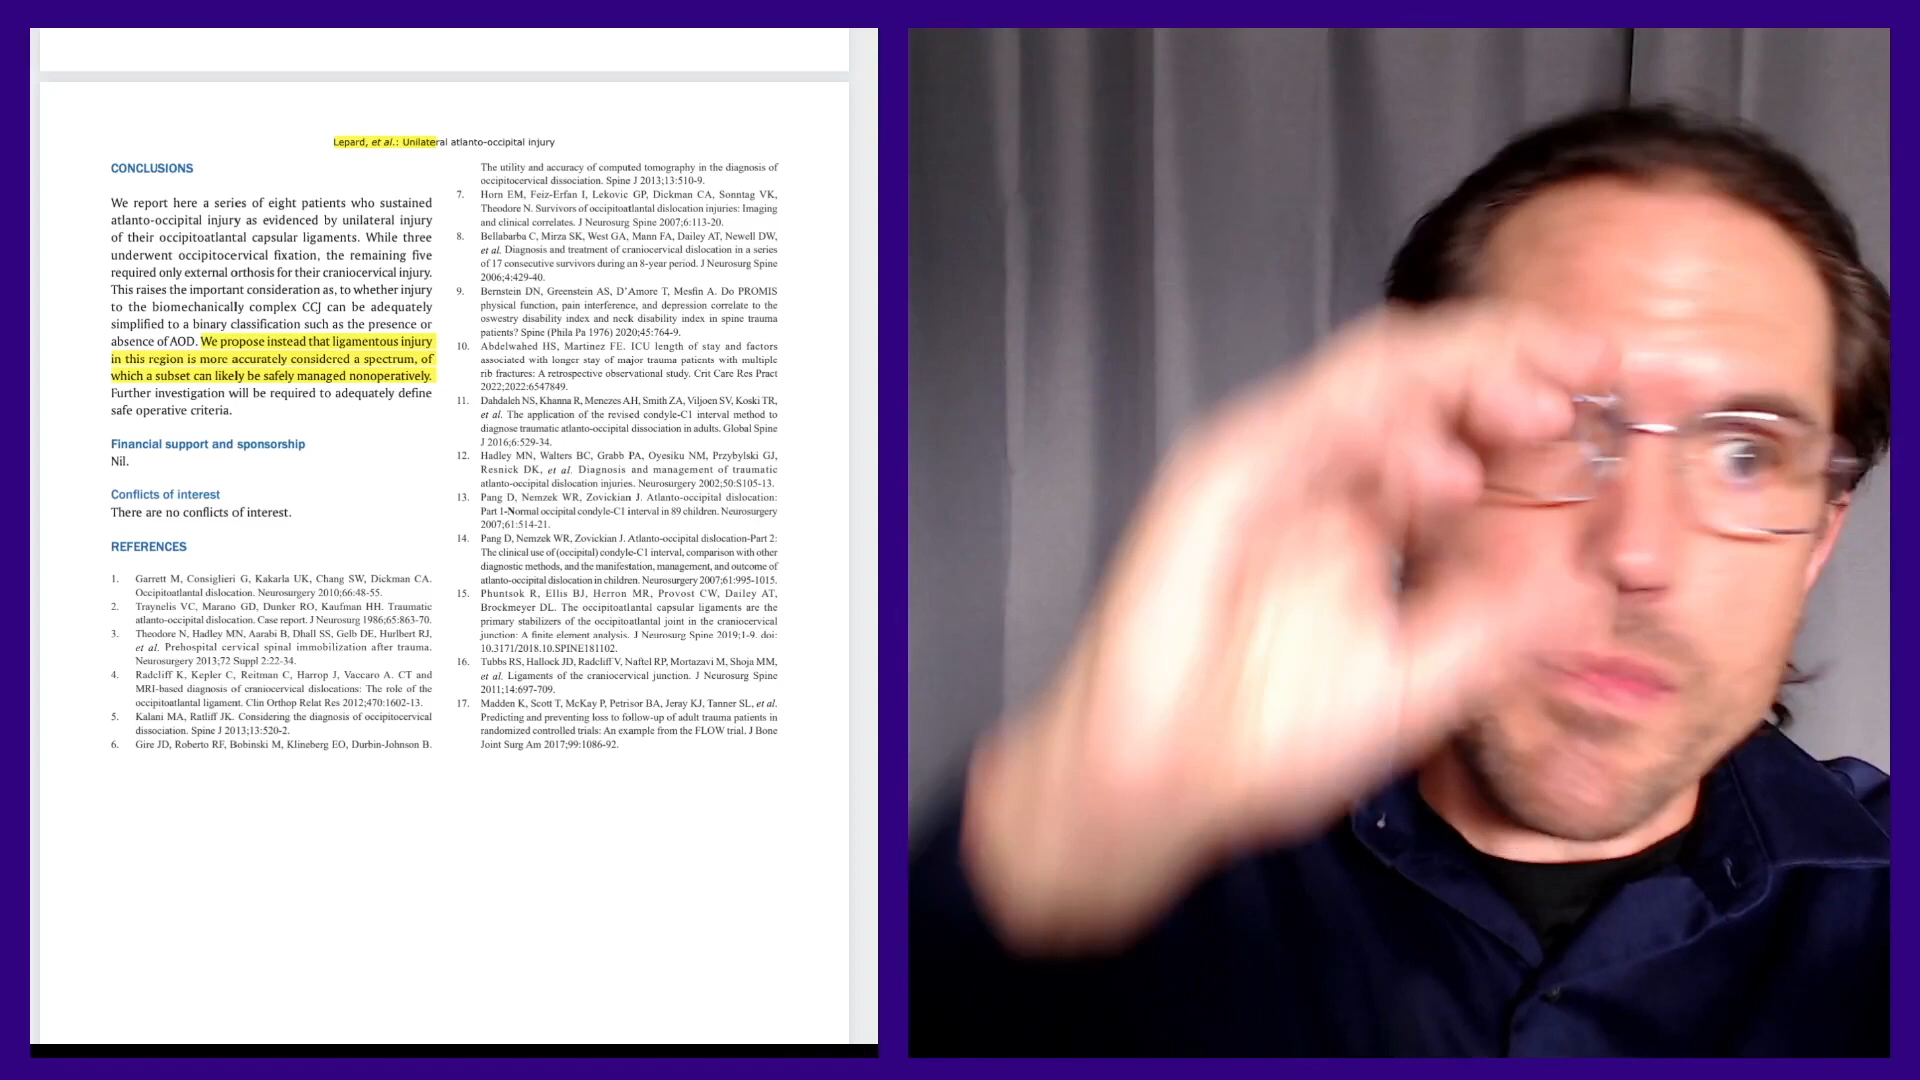 Lepard, et al.: Unilateral atlanto-occipital injury
CONCLUSIONS
We report here a series of eight patients who sustained
atlanto-occipital injury as evidenced by unilateral injury
of their occipitoatlantal capsular ligaments. While three
underwent occipitocervical fixation, the remaining five
required only external orthosis for their craniocervical injury.
This raises the important consideration as, to whether injury
to the biomechanically complex CCJ can be adequately
simplified to a binary classification such as the presence or
absence of AOD. We propose instead that ligamentous injury
in this region is more accurately considered a spectrum, of
which a subset can likely be safely managed nonoperatively.
Further investigation will be required to adequately define
safe operative criteria.
Financial support and sponsorship
Nil.
Conflicts of interest
There are no conflicts of interest.
REFERENCES
1. Garrett M, Consiglieri G, Kakarla UK, Chang SW, Dickman CA.
Occipitoatlantal dislocation. Neurosurgery 2010;66:48-55.
2. Traynelis VC, Marano GD, Dunker RO, Kaufman HH. Traumatic
atlanto-occipital dislocation. Case report. J Neurosurg 1986;65:863-70.
3. Theodore N, Hadley MN, Aarabi B, Dhall SS, Gelb DE, Hurlbert RJ,
et al. Prehospital cervical spinal immobilization after trauma.
Neurosurgery 2013;72 Suppl 2:22-34.
4. Radcliff K, Kepler C, Reitman C, Harrop J, Vaccaro A. CT and
MRI-based diagnosis of craniocervical dislocations: The role of the
occipitoatlantal ligament. Clin Orthop Relat Res 2012;470:1602-13.
5. Kalani MA, Ratliff JK. Considering the diagnosis of occipitocervical
dissociation. Spine J 2013;13:520-2.
6. Gire JD, Roberto RF, Bobinski M, Klineberg EO, Durbin-Johnson B.
The utility and accuracy of computed tomography in the diagnosis of
occipitocervical dissociation. Spine J 2013;13:510-9.
7. Horn EM, Feiz-Erfan I, Lekovic GP, Dickman CA, Sonntag VK,
Theodore N. Survivors of occipitoatlantal dislocation injuries: Imaging
and clinical correlates. J Neurosurg Spine 2007;6:113-20.
8. Bellabarba C, Mirza SK, West GA, Mann FA, Dailey AT, Newell DW,
et al. Diagnosis and treatment of craniocervical dislocation in a series
of 17 consecutive survivors during an 8-year period. J Neurosurg Spine
2006;4:429-40.
9. Bernstein DN, Greenstein AS, D'Amore T, Mesfin A. Do PROMIS
physical function, pain interference, and depression correlate to the
oswestry disability index and neck disability index in spine trauma
patients? Spine (Phila Pa 1976) 2020;45:764-9.
10. Abdelwahed HS, Martinez FE. ICU length of stay and factors
associated with longer stay of major trauma patients with multiple
rib fractures: A retrospective observational study. Crit Care Res Pract
2022;2022:6547849.
11. Dahdaleh NS, Khanna R, Menezes AH, Smith ZA, Viljoen SV, Koski TR,
et al. The application of the revised condyle-C1 interval method to
diagnose traumatic atlanto-occipital dissociation in adults. Global Spine
J 2016;6:529-34.
12. Hadley MN, Walters BC, Grabb PA, Oyesiku NM, Przybylski GJ,
Resnick DK, et al. Diagnosis and management of traumatic
atlanto-occipital dislocation injuries. Neurosurgery 2002;50:S105-13.
13. Pang D, Nemzek WR, Zovickian J. Atlanto-occipital dislocation:
Part 1-Normal occipital condyle-C1 interval in 89 children. Neurosurgery
2007;61:514-21.
14. Pang D, Nemzek WR, Zovickian J. Atlanto-occipital dislocation-Part 2:
The clinical use of (occipital) condyle-C1 interval, comparison with other
diagnostic methods, and the manifestation, management, and outcome of
atlanto-occipital dislocation in children. Neurosurgery 2007;61:995-1015.
15. Phuntsok R, Ellis BJ, Herron MR, Provost CW, Dailey AT,
Brockmeyer DL. The occipitoatlantal capsular ligaments are the
primary stabilizers of the occipitoatlantal joint in the craniocervical
junction: A finite element analysis. J Neurosurg Spine 2019;1-9. doi:
10.3171/2018.10.SPINE181102.
16. Tubbs RS, Hallock JD, Radcliff V, Naftel RP, Mortazavi M, Shoja MM,
et al. Ligaments of the craniocervical junction. J Neurosurg Spine
2011;14:697-709.
17. Madden K, Scott T, McKay P, Petrisor BA, Jeray KJ, Tanner SL, et al.
Predicting and preventing loss to follow-up of adult trauma patients in
randomized controlled trials: An example from the FLOW trial. J Bone
Joint Surg Am 2017;99:1086-92.